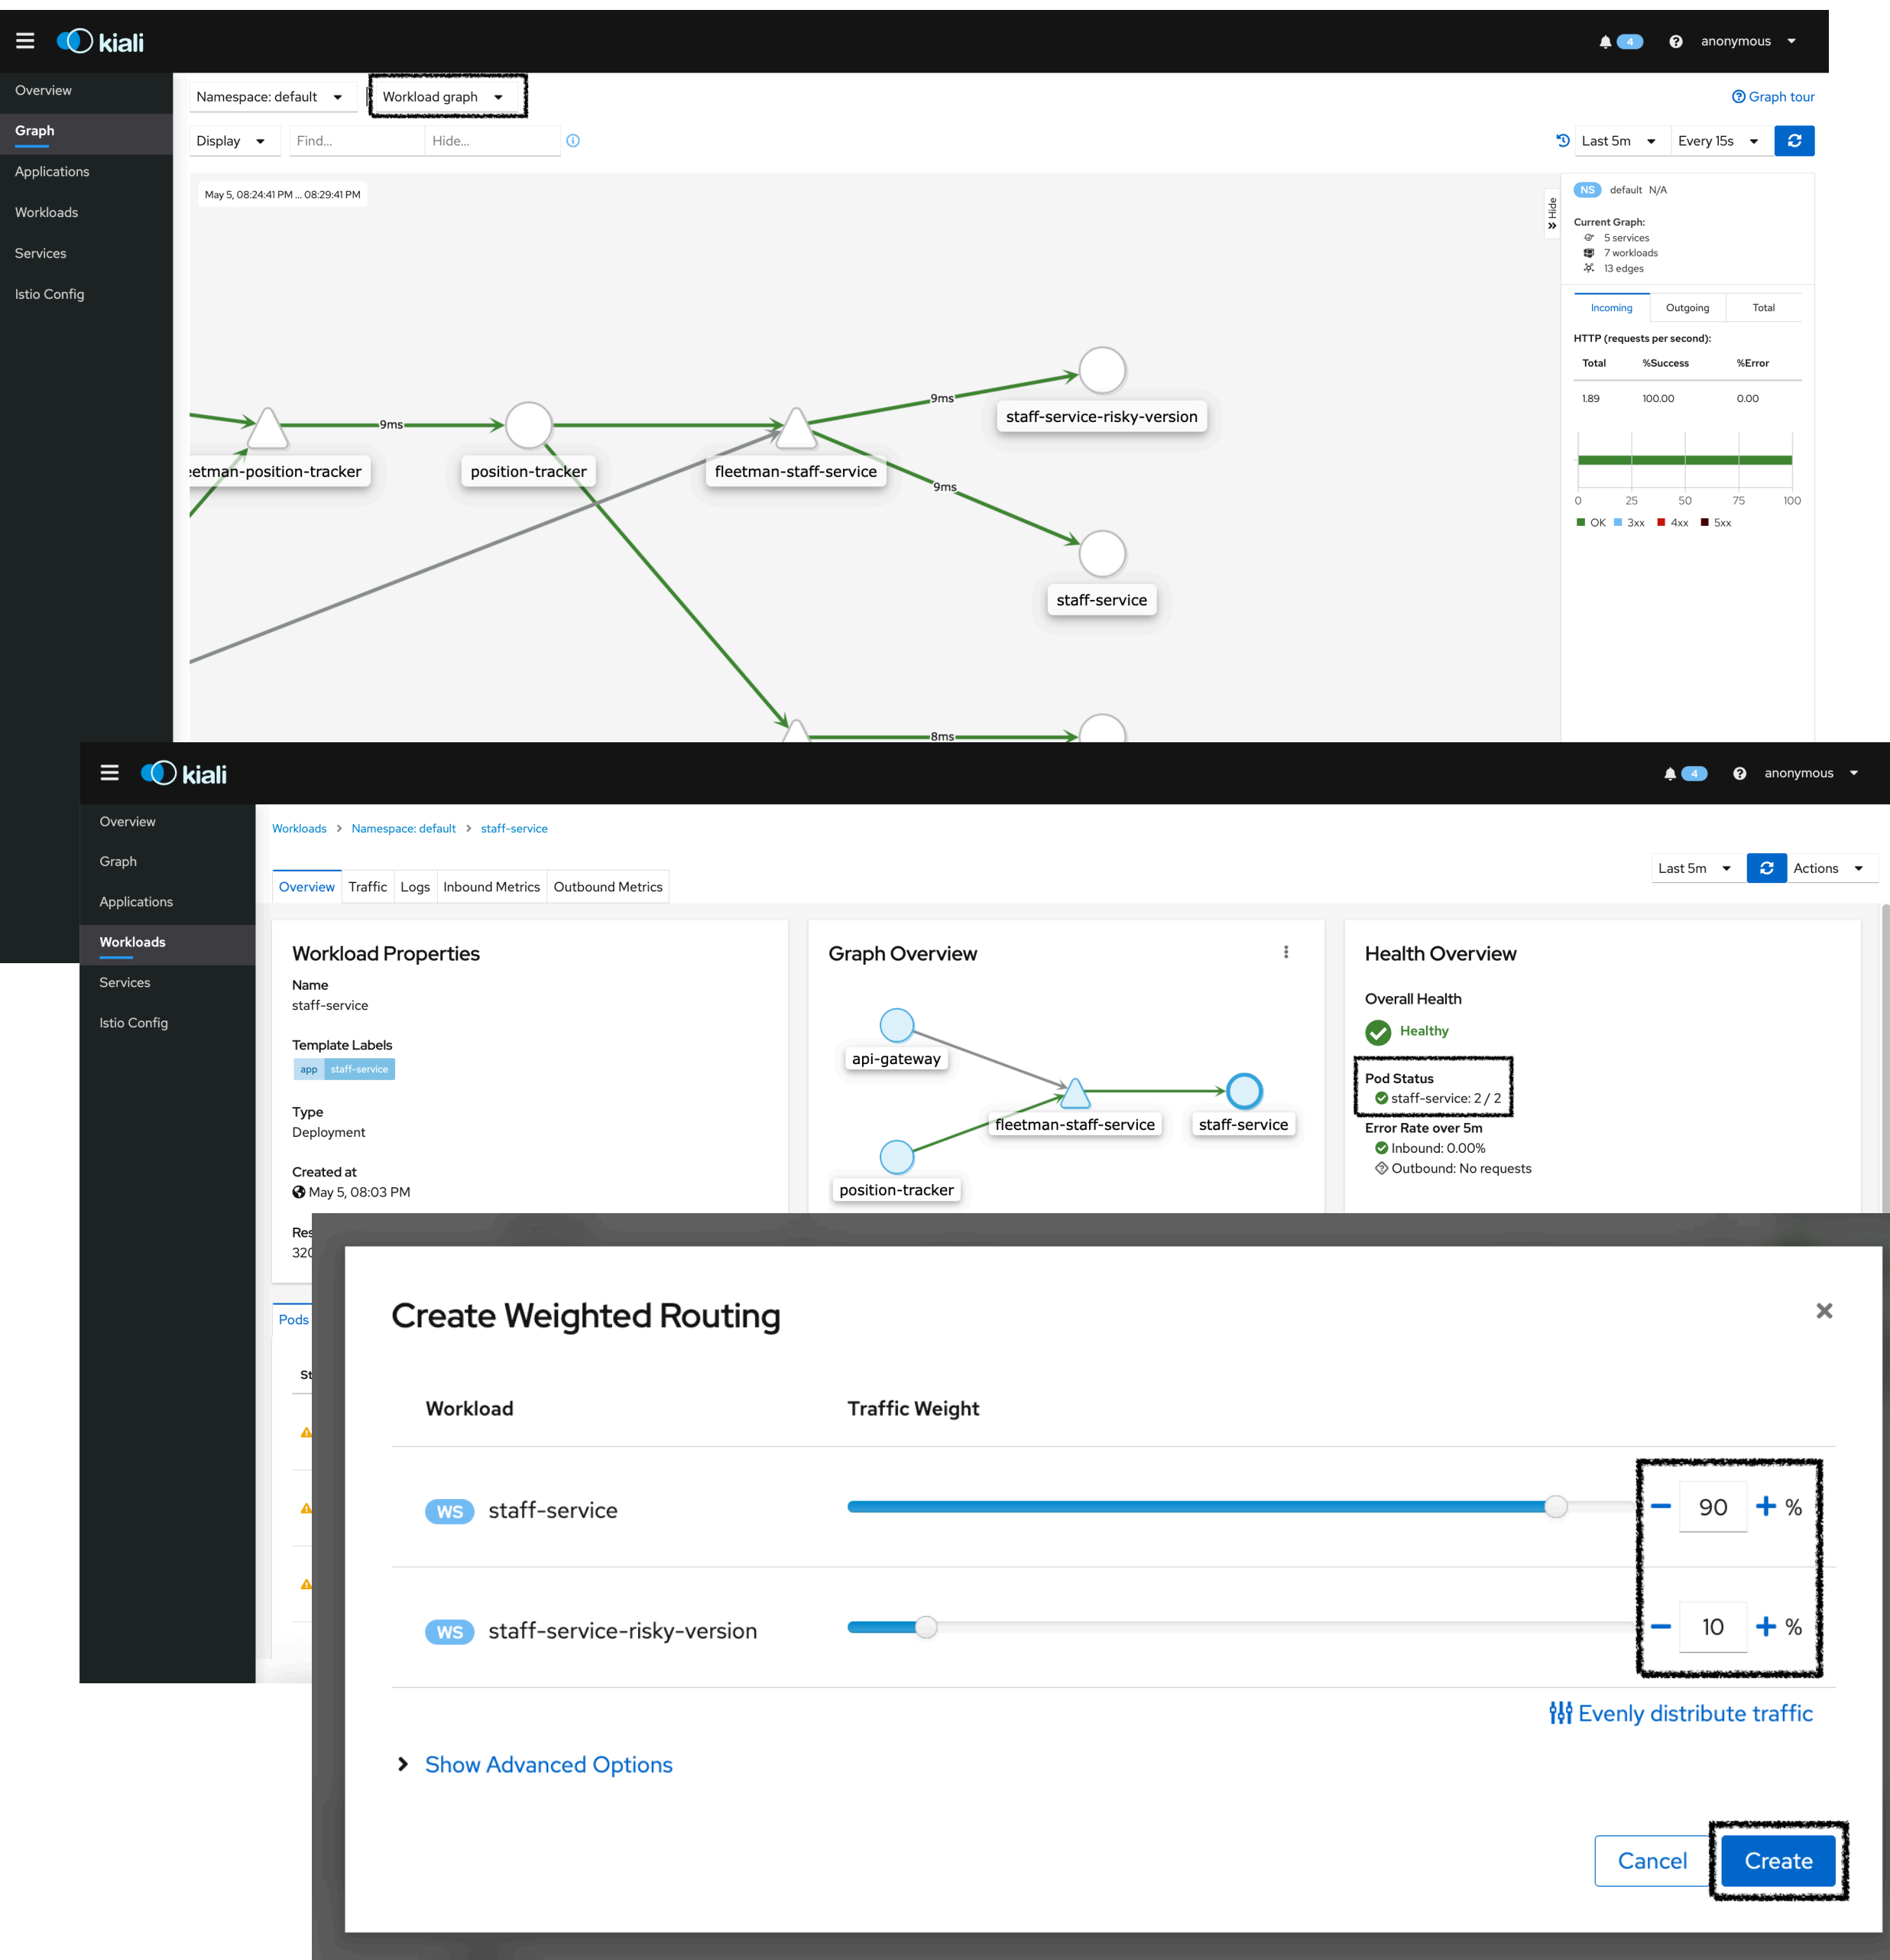 kiali
4
anonymous
Overview
Graph
Applications
Workloads
Services
Istio Config
Namespace: default
Workload graph
Graph tour
Display
Find...
Hide...
Last 5m
Every 15s
May 5, 08:24:41 PM ... 08:29:41 PM
Hide
NS default N/A
Current Graph:
5 services
7 workloads
13 edges
Incoming Outgoing Total
HTTP (requests per second):
Total %Success %Error
1.89 100.00 0.00
0 25 50 75 100
OK 3xx 4xx 5xx
9ms
staff-service-risky-version
9ms
eetman-position-tracker
position-tracker
fleetman-staff-service
9ms
staff-service
8ms
kiali
4
anonymous
Overview
Graph
Applications
Workloads
Services
Istio Config
Workloads > Namespace: default > staff-service
Last 5m
Actions
Overview Traffic Logs Inbound Metrics Outbound Metrics
Workload Properties
Name
staff-service
Template Labels
app staff-service
Type
Deployment
Created at
May 5, 08:03 PM
Res
320
Pods
St
Graph Overview
api-gateway
fleetman-staff-service
staff-service
position-tracker
Health Overview
Overall Health
Healthy
Pod Status
staff-service: 2 / 2
Error Rate over 5m
Inbound: 0.00%
Outbound: No requests
Create Weighted Routing
Workload Traffic Weight
WS staff-service
90 %
WS staff-service-risky-version
10 %
Evenly distribute traffic
Show Advanced Options
Cancel
Create